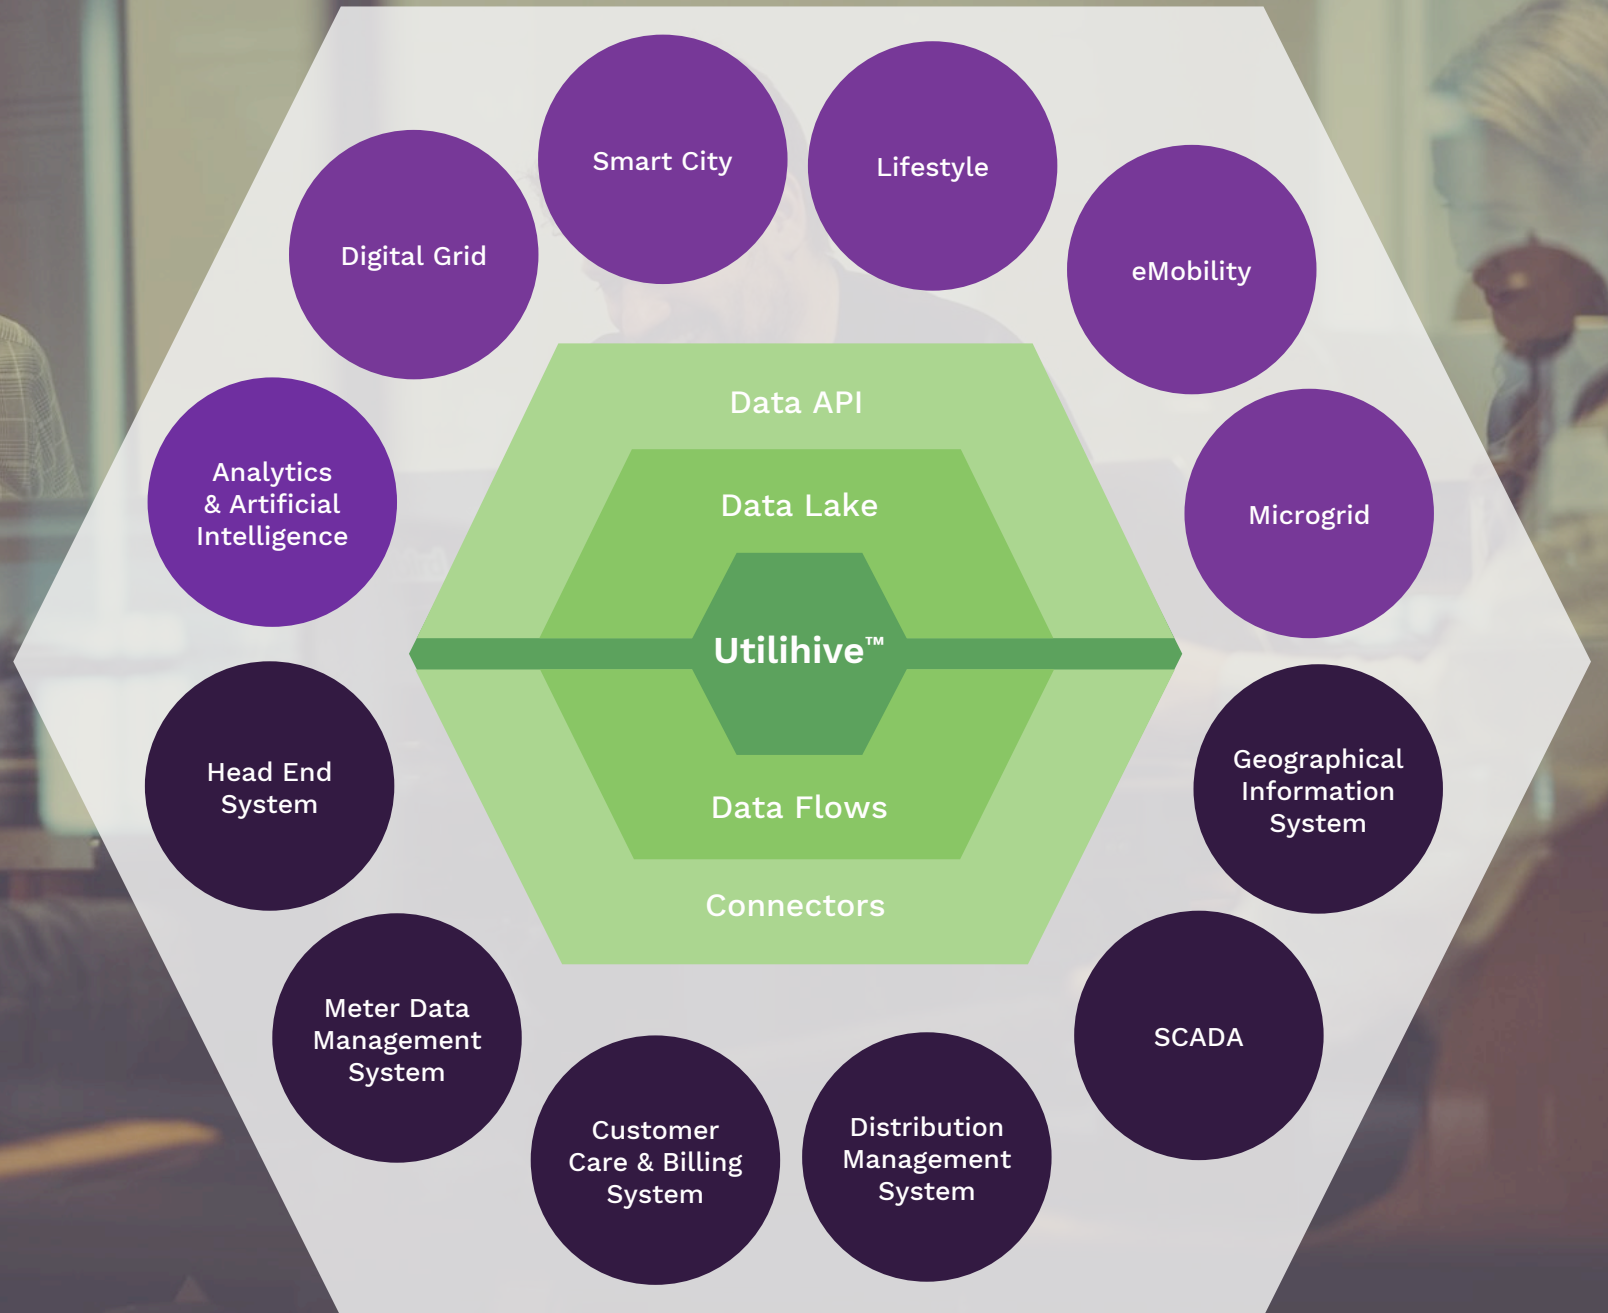 Smart City
Lifestyle
Digital Grid
eMobility
Data API
Analytics
& Artificial
Intelligence
Data Lake
Microgrid
Utilihive™
Head End
System
Geographical
Information
System
Data Flows
Connectors
Meter Data
Management
System
SCADA
Customer
Care & Billing
System
Distribution
Management
System